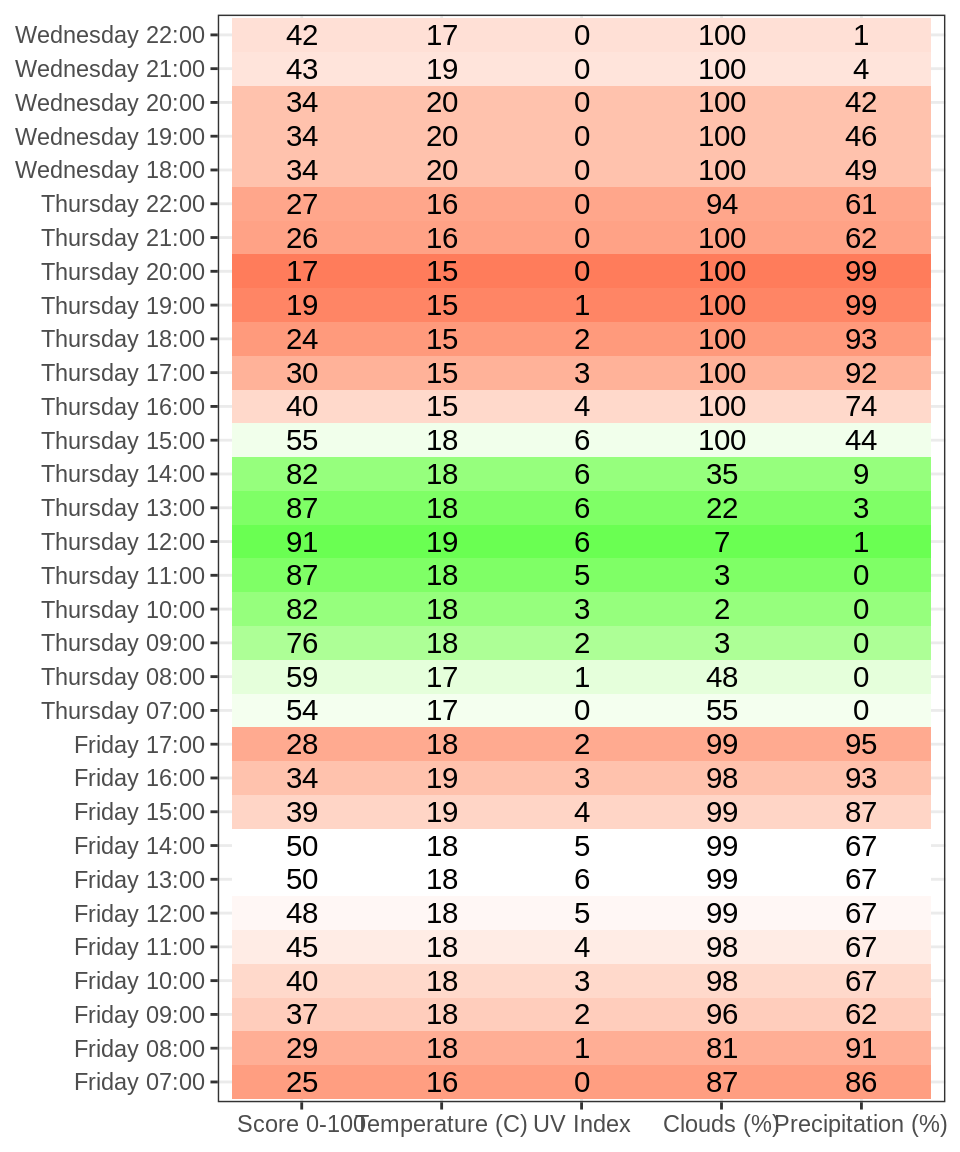 Wednesday 22:00 42 17 0 100 1
Wednesday 21:00 43 19 0 100 4
Wednesday 20:00 34 20 0 100 42
Wednesday 19:00 34 20 0 100 46
Wednesday 18:00 34 20 0 100 49
Thursday 22:00 27 16 0 94 61
Thursday 21:00 26 16 0 100 62
Thursday 20:00 17 15 0 100 99
Thursday 19:00 19 15 1 100 99
Thursday 18:00 24 15 2 100 93
Thursday 17:00 30 15 3 100 92
Thursday 16:00 40 15 4 100 74
Thursday 15:00 55 18 6 100 44
Thursday 14:00 82 18 6 35 9
Thursday 13:00 87 18 6 22 3
Thursday 12:00 91 19 6 7 1
Thursday 11:00 87 18 5 3 0
Thursday 10:00 82 18 3 2 0
Thursday 09:00 76 18 2 3 0
Thursday 08:00 59 17 1 48 0
Thursday 07:00 54 17 0 55 0
Friday 17:00 28 18 2 99 95
Friday 16:00 34 19 3 98 93
Friday 15:00 39 19 4 99 87
Friday 14:00 50 18 5 99 67
Friday 13:00 50 18 6 99 67
Friday 12:00 48 18 5 99 67
Friday 11:00 45 18 4 98 67
Friday 10:00 40 18 3 98 67
Friday 09:00 37 18 2 96 62
Friday 08:00 29 18 1 81 91
Friday 07:00 25 16 0 87 86
Score 0-100 Temperature (C) UV Index Clouds (%) Precipitation (%)